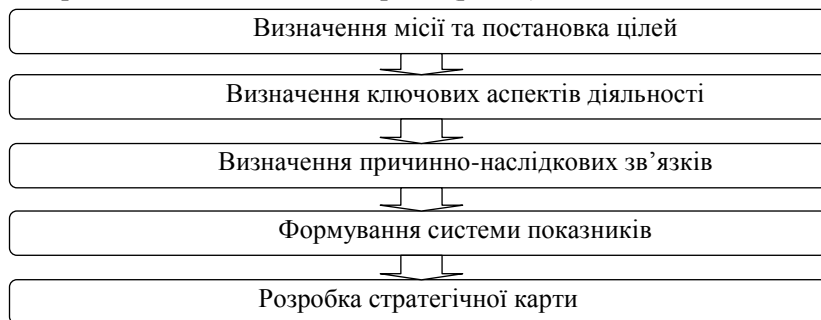 Визначення місії та постановка цілей
Визначення ключових аспектів діяльності
Визначення причинно-наслідкових зв’язків
Формування системи показників
Розробка стратегічної карти